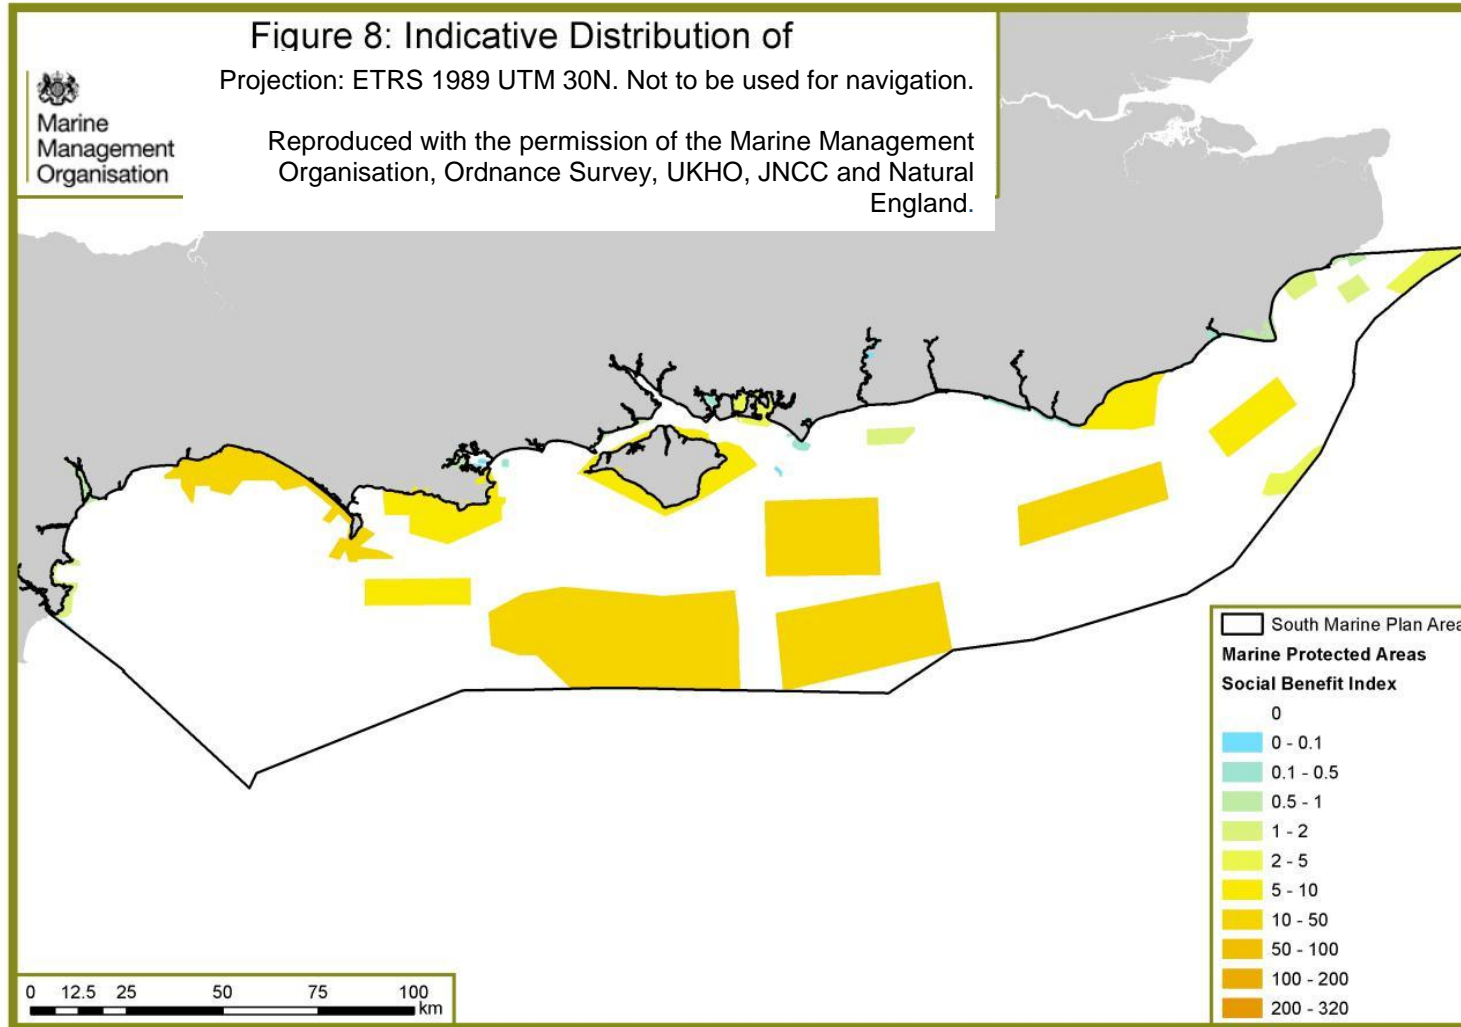 Figure 8: Indicative Distribution of
Projection: ETRS 1989 UTM 30N. Not to be used for navigation.
Marine
Management
Organisation
Reproduced with the permission of the Marine Management
Organisation, Ordnance Survey, UKHO, JNCC and Natural
England.
South Marine Plan Area
Marine Protected Areas
Social Benefit Index
0
0 - 0.1
0.1 - 0.5
0.5 - 1
1 - 2
2 - 5
5 - 10
10 - 50
50 - 100
100 - 200
200 - 320
0 12.5 25 50 75 100
km